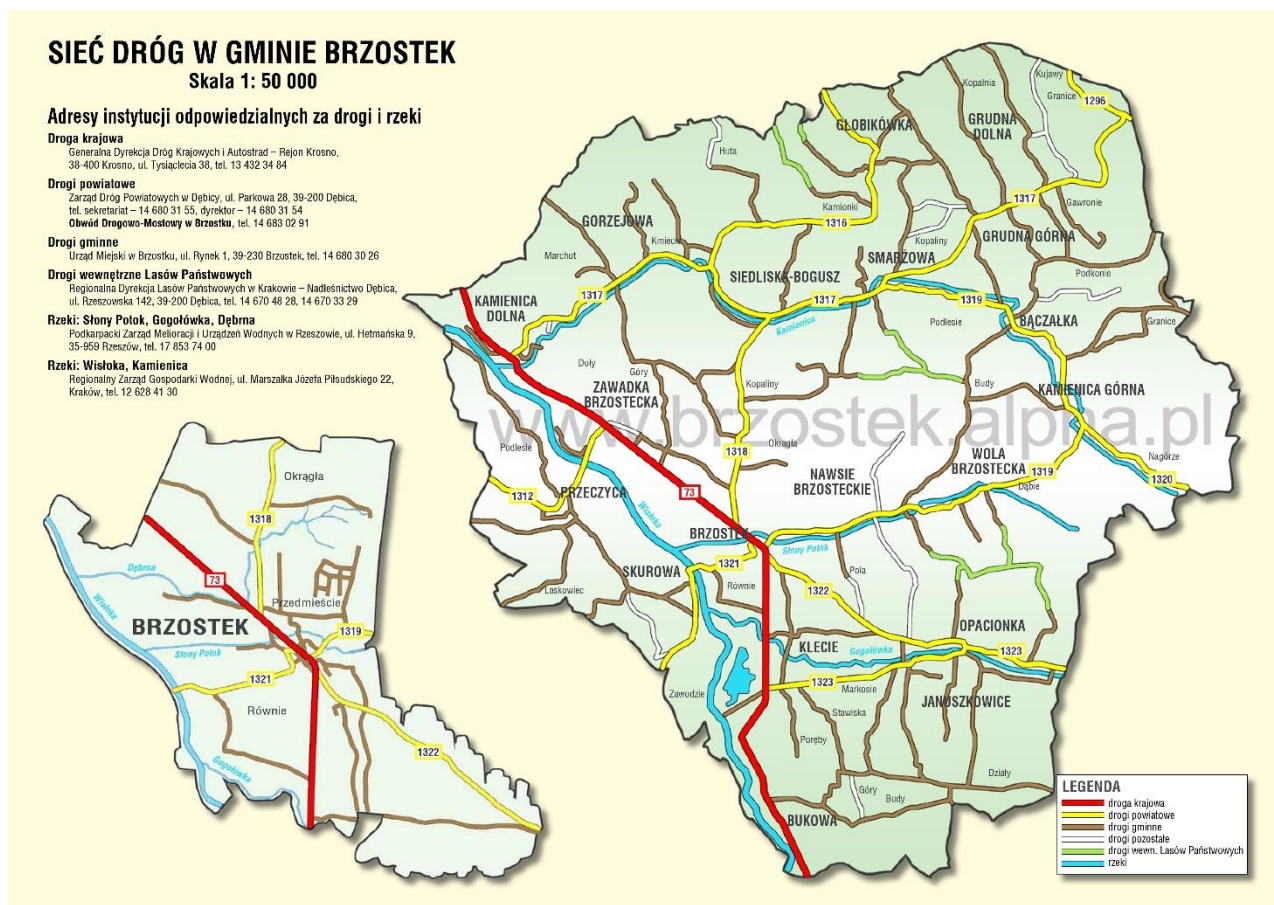 SIEĆ DRÓG W GMINIE BRZOSTEK
Skala 1: 50 000
Adresy instytucji odpowiedzialnych za drogi i rzeki
Droga krajowa
Generalna Dyrekcja Dróg Krajowych i Autostrad – Rejon Krosno,
38-400 Krosno, ul. Tysiąclecia 38, tel. 13 432 34 84
Drogi powiatowe
Zarząd Dróg Powiatowych w Dębicy, ul. Parkowa 28, 39-200 Dębica,
tel. sekretariat – 14 680 31 55, dyrektor – 14 680 31 54
Obwód Drogowo-Mostowy w Brzostku, tel. 14 683 02 91
Drogi gminne
Urząd Miejski w Brzostku, ul. Rynek 1, 39-230 Brzostek, tel. 14 680 30 26
Drogi wewnętrzne Lasów Państwowych
Regionalna Dyrekcja Lasów Państwowych w Krakowie – Nadleśnictwo Dębica,
ul. Rzeszowska 142, 39-200 Dębica, tel. 14 670 48 28, 14 670 33 29
Rzeki: Słony Potok, Gogołówka, Dębrna
Podkarpacki Zarząd Melioracji i Urządzeń Wodnych w Rzeszowie, ul. Hetmańska 9,
35-959 Rzeszów, tel. 17 853 74 00
Rzeki: Wisłoka, Kamienica
Regionalny Zarząd Gospodarki Wodnej, ul. Marszałka Józefa Piłsudskiego 22,
Kraków, tel. 12 628 41 30
Kopalnia
Kujawy
Granice
1296
GŁOBIKÓWKA
GRUDNA
DOLNA
Huta
Kamionki
1317
Gawronie
GORZEJOWA
1316
Kmiecie
Kopaliny
GRUDNA GÓRNA
Marchot
SMARŻOWA
SIEDLISKA-BOGUSZ
Podkonie
KAMIENICA
DOLNA
1317
1317
1319
Kamienica
Podlesie
BĄCZAŁKA
Granice
Doły
Góry
ZAWADKA
BRZOSTECKA
Kopaliny
Budy
KAMIENICA GÓRNA
www.brzostek.alpha.pl
Podlesie
Okrągła
1318
NAWSIE
BRZOSTECKIE
WOLA
BRZOSTECKA
1319
Nagórze
1320
1312
PRZECZYCA
73
Dębie
Wisłoka
BRZOSTEK
Słony Potok
1321
SKUROWA
Laskowiec
Równie
Pola
1322
OPACIONKA
KLECIE
Gogołówka
1323
1323
Zawodzie
Markosie
JANUSZKOWICE
Stawiska
Poręby
Działy
Góry
Budy
BUKOWA
Okrągła
1318
Dębrna
73
Wisłoka
Przedmieście
BRZOSTEK
1319
Słony Potok
1321
Równie
1322
Gogołówka
LEGENDA
droga krajowa
drogi powiatowe
drogi gminne
drogi pozostałe
drogi wewn. Lasów Państwowych
rzeki